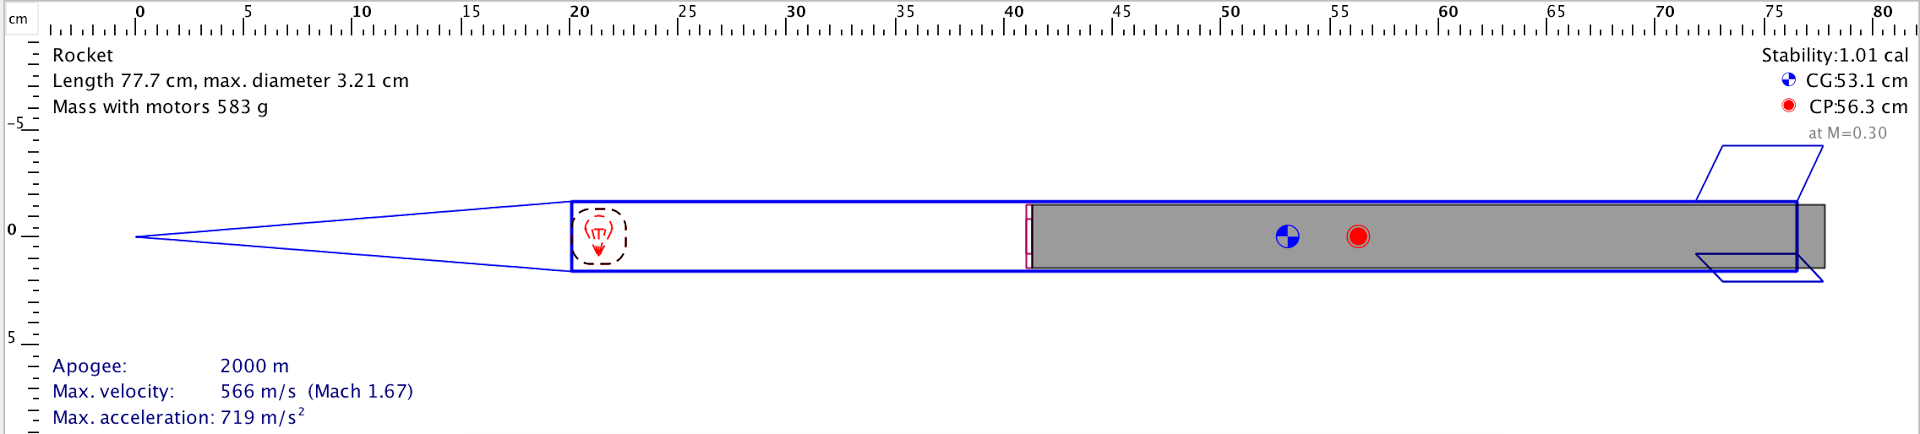 cm 0 5 10 15 20 25 30 35 40 45 50 55 60 65 70 75 80
Rocket
Length 77.7 cm, max. diameter 3.21 cm
Mass with motors 583 g
Stability:1.01 cal
CG:53.1 cm
CP:56.3 cm
at M=0.30
-5
0
5
Apogee: 2000 m
Max. velocity: 566 m/s (Mach 1.67)
Max. acceleration: 719 m/s²